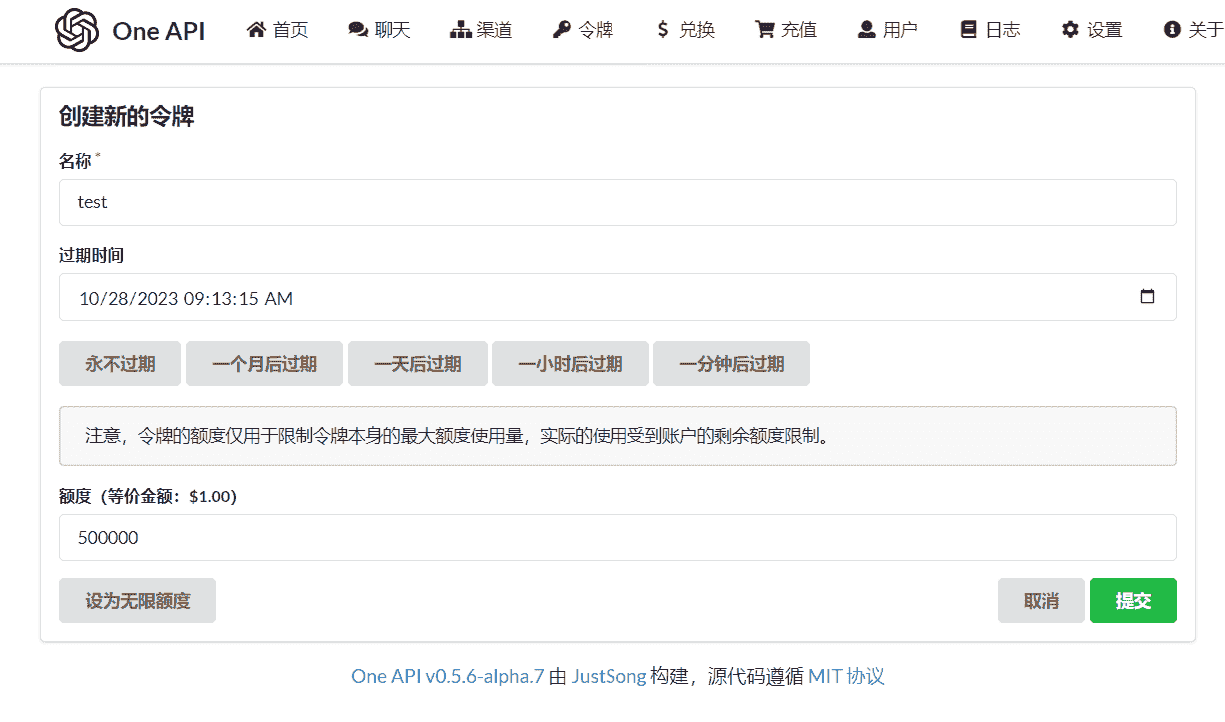 One API 首页 聊天 渠道 令牌 兑换 充值 用户 日志 设置 关于
创建新的令牌
名称 *
test
过期时间
10/28/2023 09:13:15 AM
永不过期 一个月后过期 一天后过期 一小时后过期 一分钟后过期
注意，令牌的额度仅用于限制令牌本身的最大额度使用量，实际的使用受到账户的剩余额度限制。
额度（等价金额：$1.00）
500000
设为无限额度 取消 提交
One API v0.5.6-alpha.7 由 JustSong 构建，源代码遵循 MIT 协议